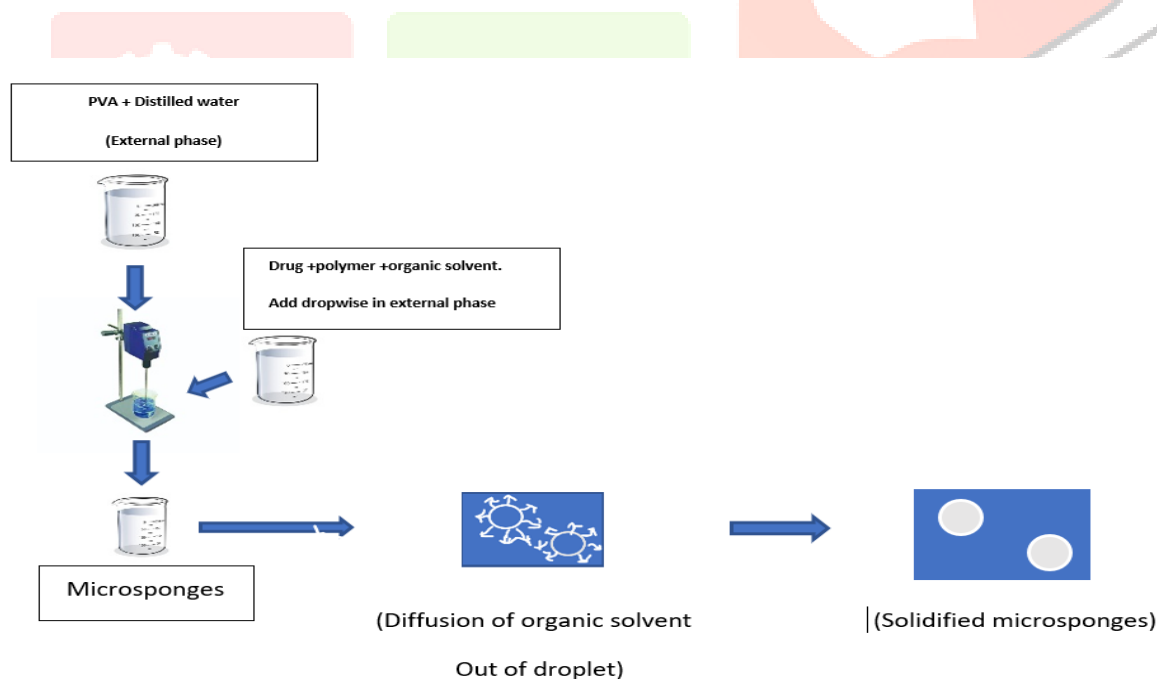 PVA + Distilled water
(External phase)
Drug +polymer +organic solvent.
Add dropwise in external phase
Microsponges
(Diffusion of organic solvent
Out of droplet)
(Solidified microsponges)